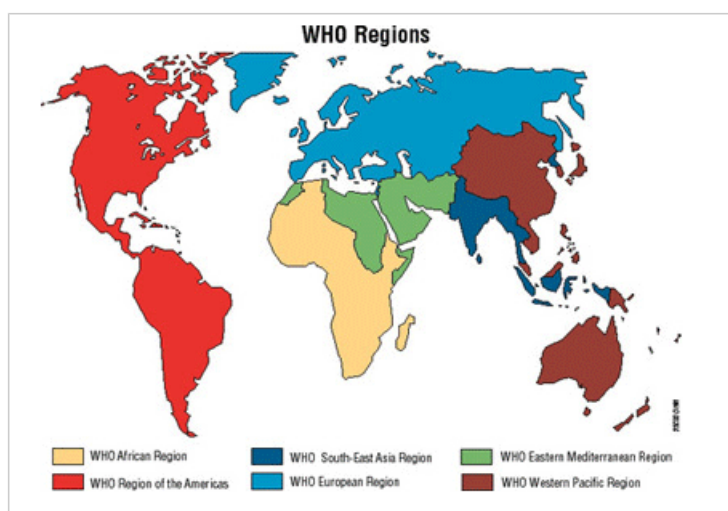 WHO Regions
WHO African Region
WHO South-East Asia Region
WHO Eastern Mediterranean Region
WHO Region of the Americas
WHO European Region
WHO Western Pacific Region